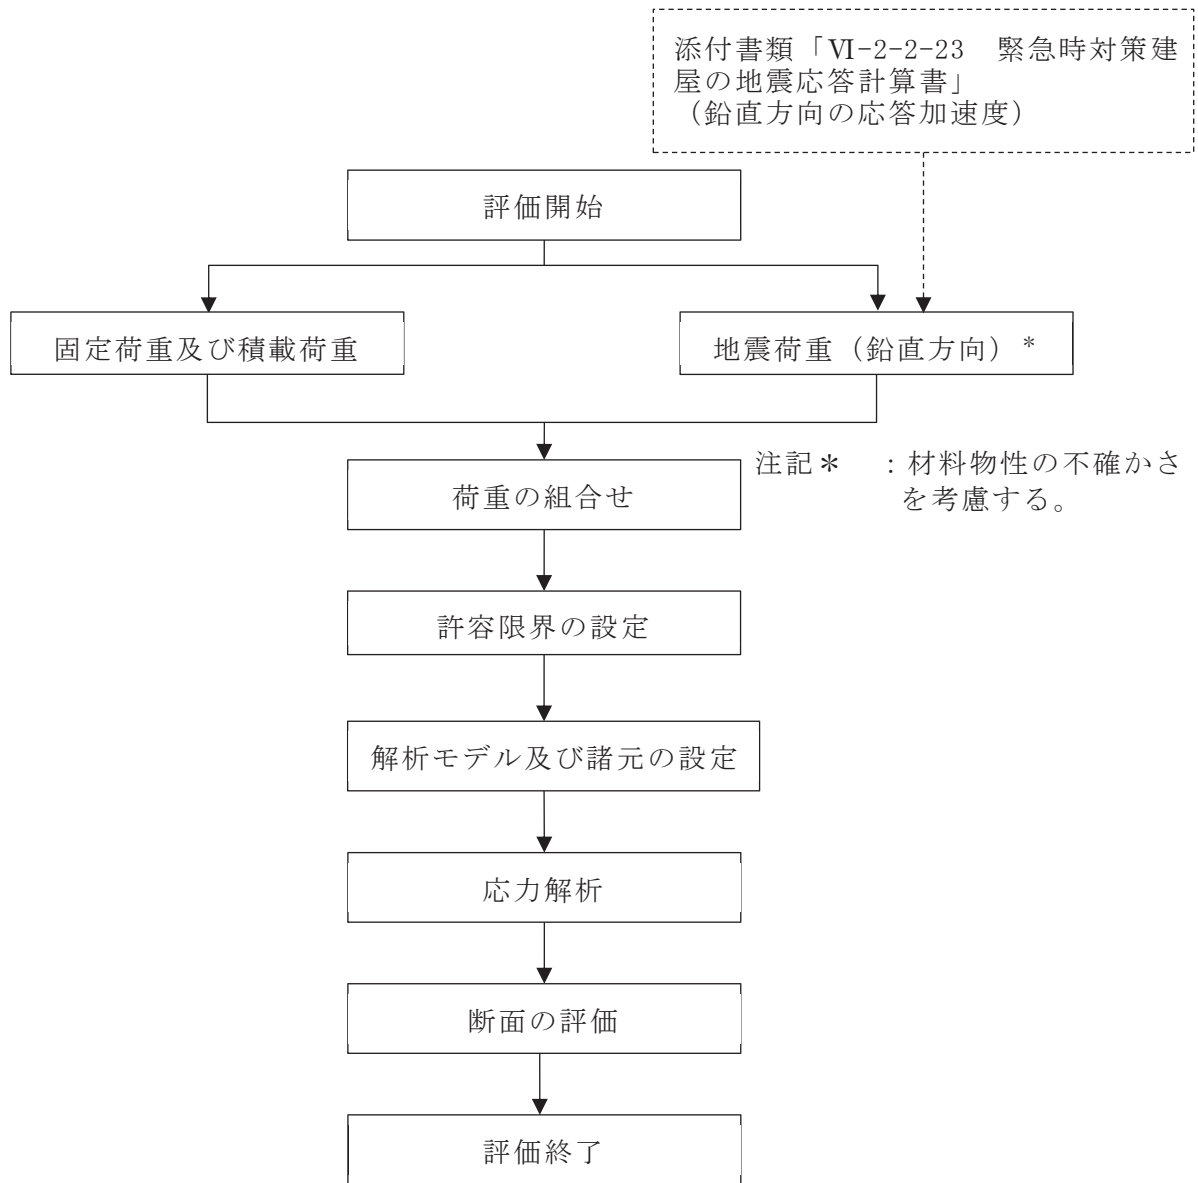 添付書類「Ⅵ-2-2-23　緊急時対策建
屋の地震応答計算書」
（鉛直方向の応答加速度）
評価開始
固定荷重及び積載荷重
地震荷重（鉛直方向）*
注記＊　：材料物性の不確かさ
を考慮する。
荷重の組合せ
許容限界の設定
解析モデル及び諸元の設定
応力解析
断面の評価
評価終了